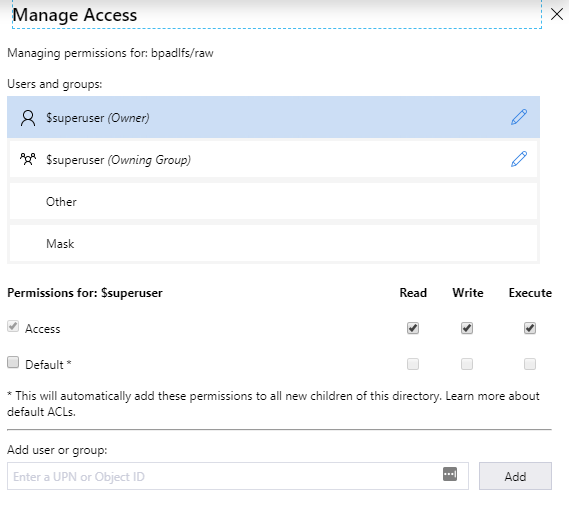 Manage Access
Managing permissions for: bpadlfs/raw
Users and groups:
$superuser (Owner)
$superuser (Owning Group)
Other
Mask
Permissions for: $superuser Read Write Execute
Access
Default *
* This will automatically add these permissions to all new children of this directory. Learn more about
default ACLs.
Add user or group:
Enter a UPN or Object ID Add